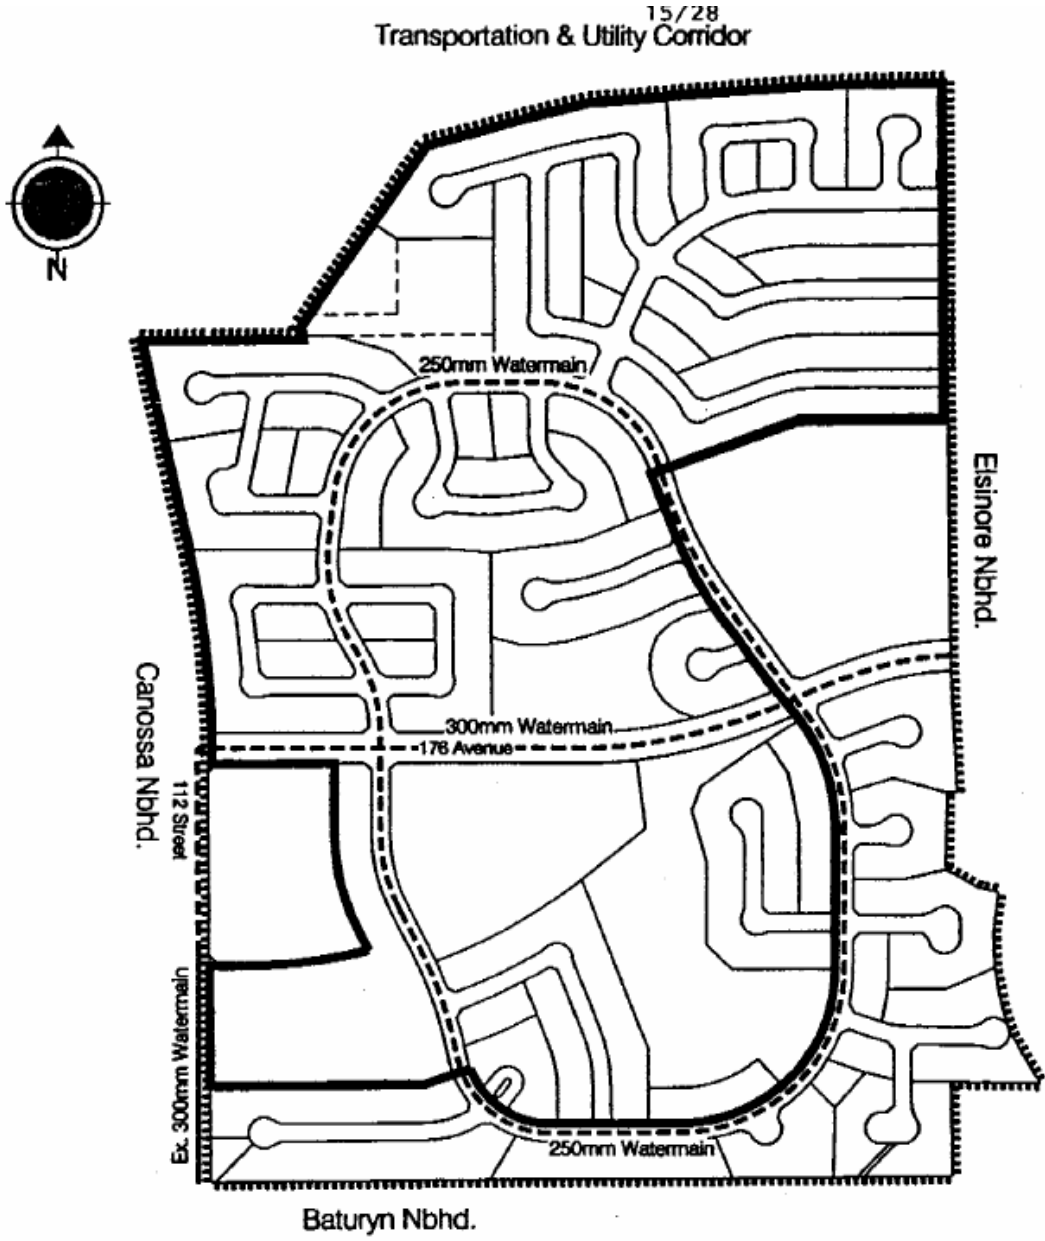 15/28
Transportation & Utility Corridor
N
250mm Watermain
Elsinore Nbhd.
Canossa Nbhd.
300mm Watermain
176 Avenue
112 Street
Ex. 300mm Watermain
250mm Watermain
Baturyn Nbhd.